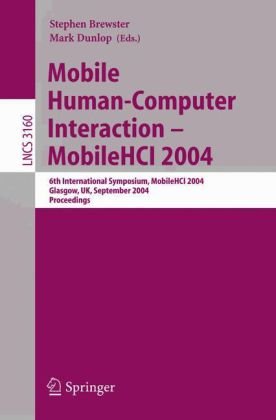 Stephen Brewster
Mark Dunlop (Eds.)
LNCS 3160
Mobile
Human-Computer
Interaction –
MobileHCI 2004
6th International Symposium, MobileHCI 2004
Glasgow, UK, September 2004
Proceedings
Springer